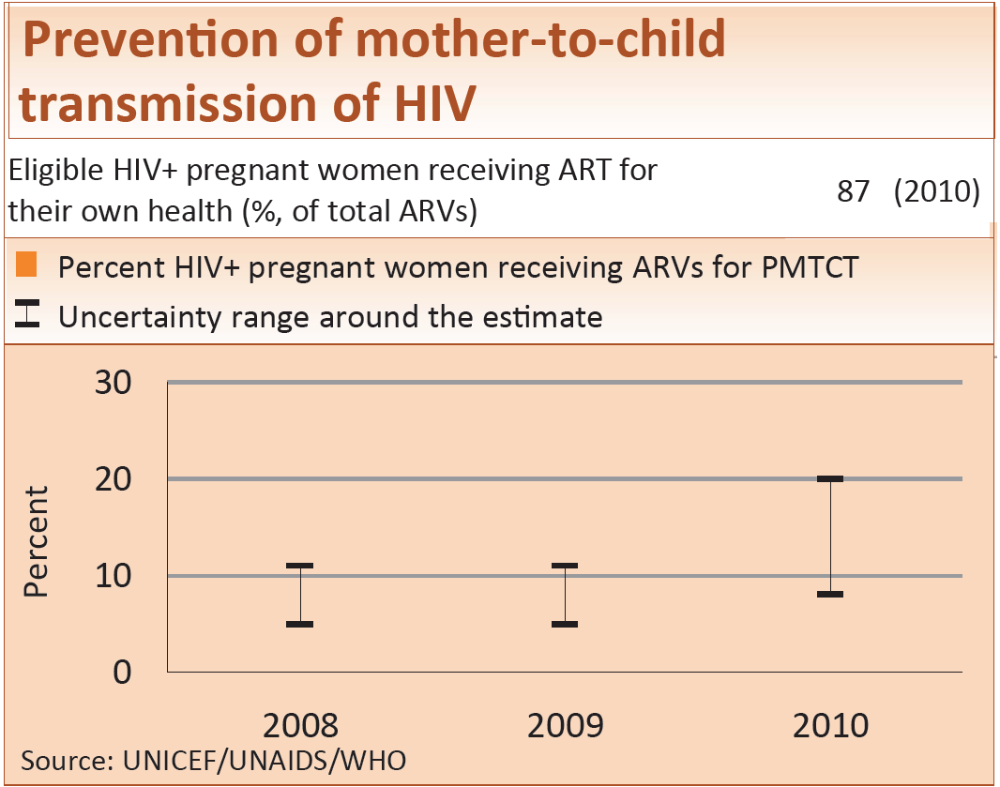 Prevention of mother-to-child
transmission of HIV
Eligible HIV+ pregnant women receiving ART for
their own health (%, of total ARVs)
87 (2010)
Percent HIV+ pregnant women receiving ARVs for PMTCT
Uncertainty range around the estimate
30
20
10
0
Percent
2008 2009 2010
Source: UNICEF/UNAIDS/WHO